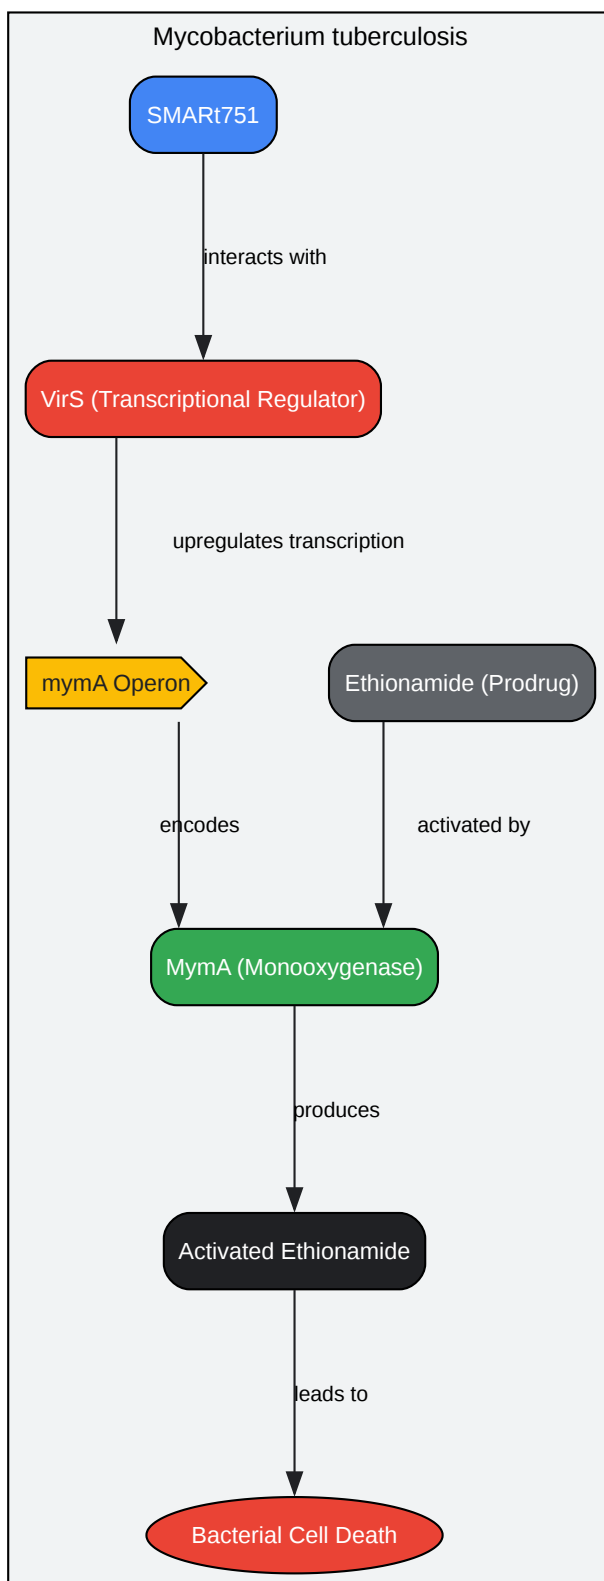 Mycobacterium tuberculosis
SMARt751
interacts with
VirS (Transcriptional Regulator)
upregulates transcription
mymA Operon
Ethionamide (Prodrug)
encodes
activated by
MymA (Monooxygenase)
produces
Activated Ethionamide
leads to
Bacterial Cell Death